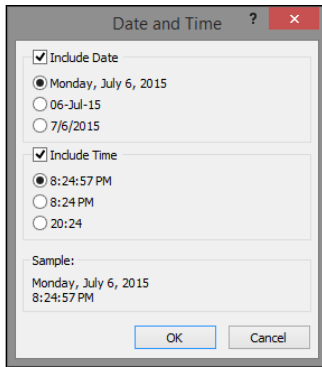 Date and Time ? ×
Include Date
Monday, July 6, 2015
06-Jul-15
7/6/2015
Include Time
8:24:57 PM
8:24 PM
20:24
Sample:
Monday, July 6, 2015
8:24:57 PM
OK Cancel